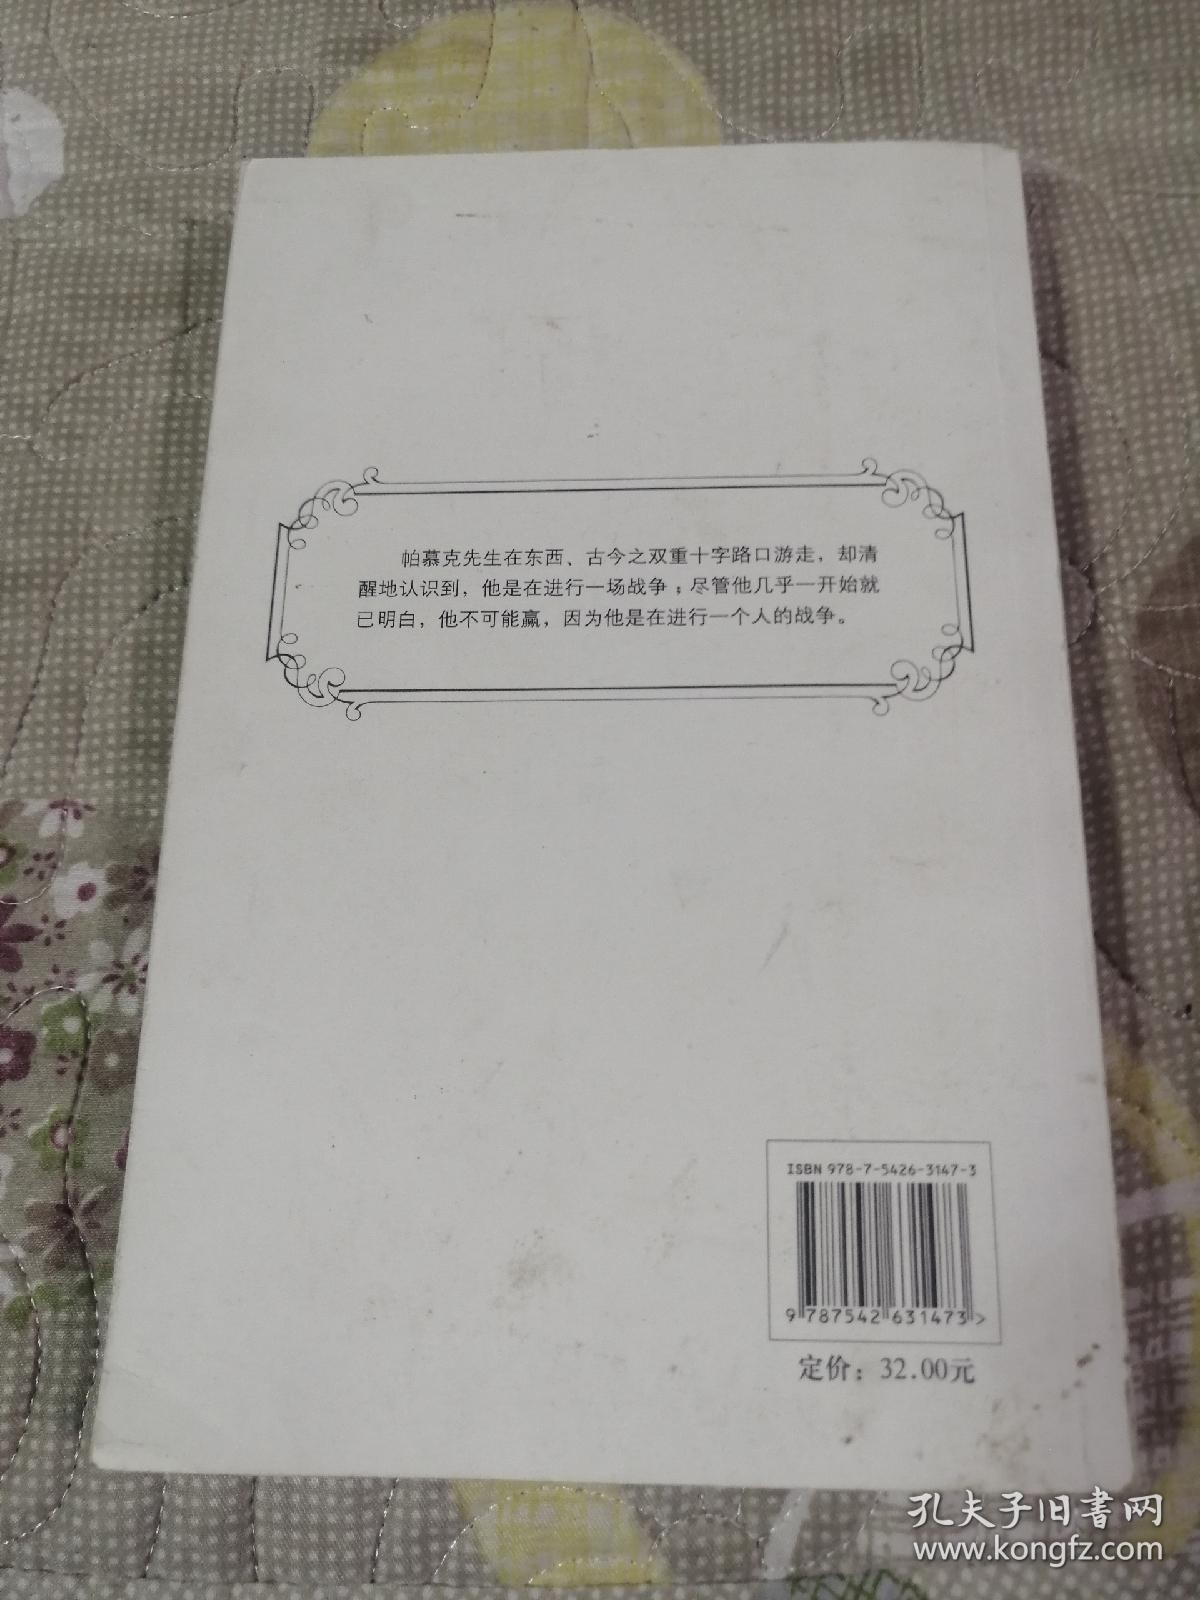 帕慕克先生在东西、古今之双重十字路口游走，却清
醒地认识到，他是在进行一场战争；尽管他几乎一开始就
已明白，他不可能赢，因为他是在进行一个人的战争。
ISBN 978-7-5426-3147-3
9 787542 631473 >
定价：32.00元
孔夫子旧书网
www.kongfz.com